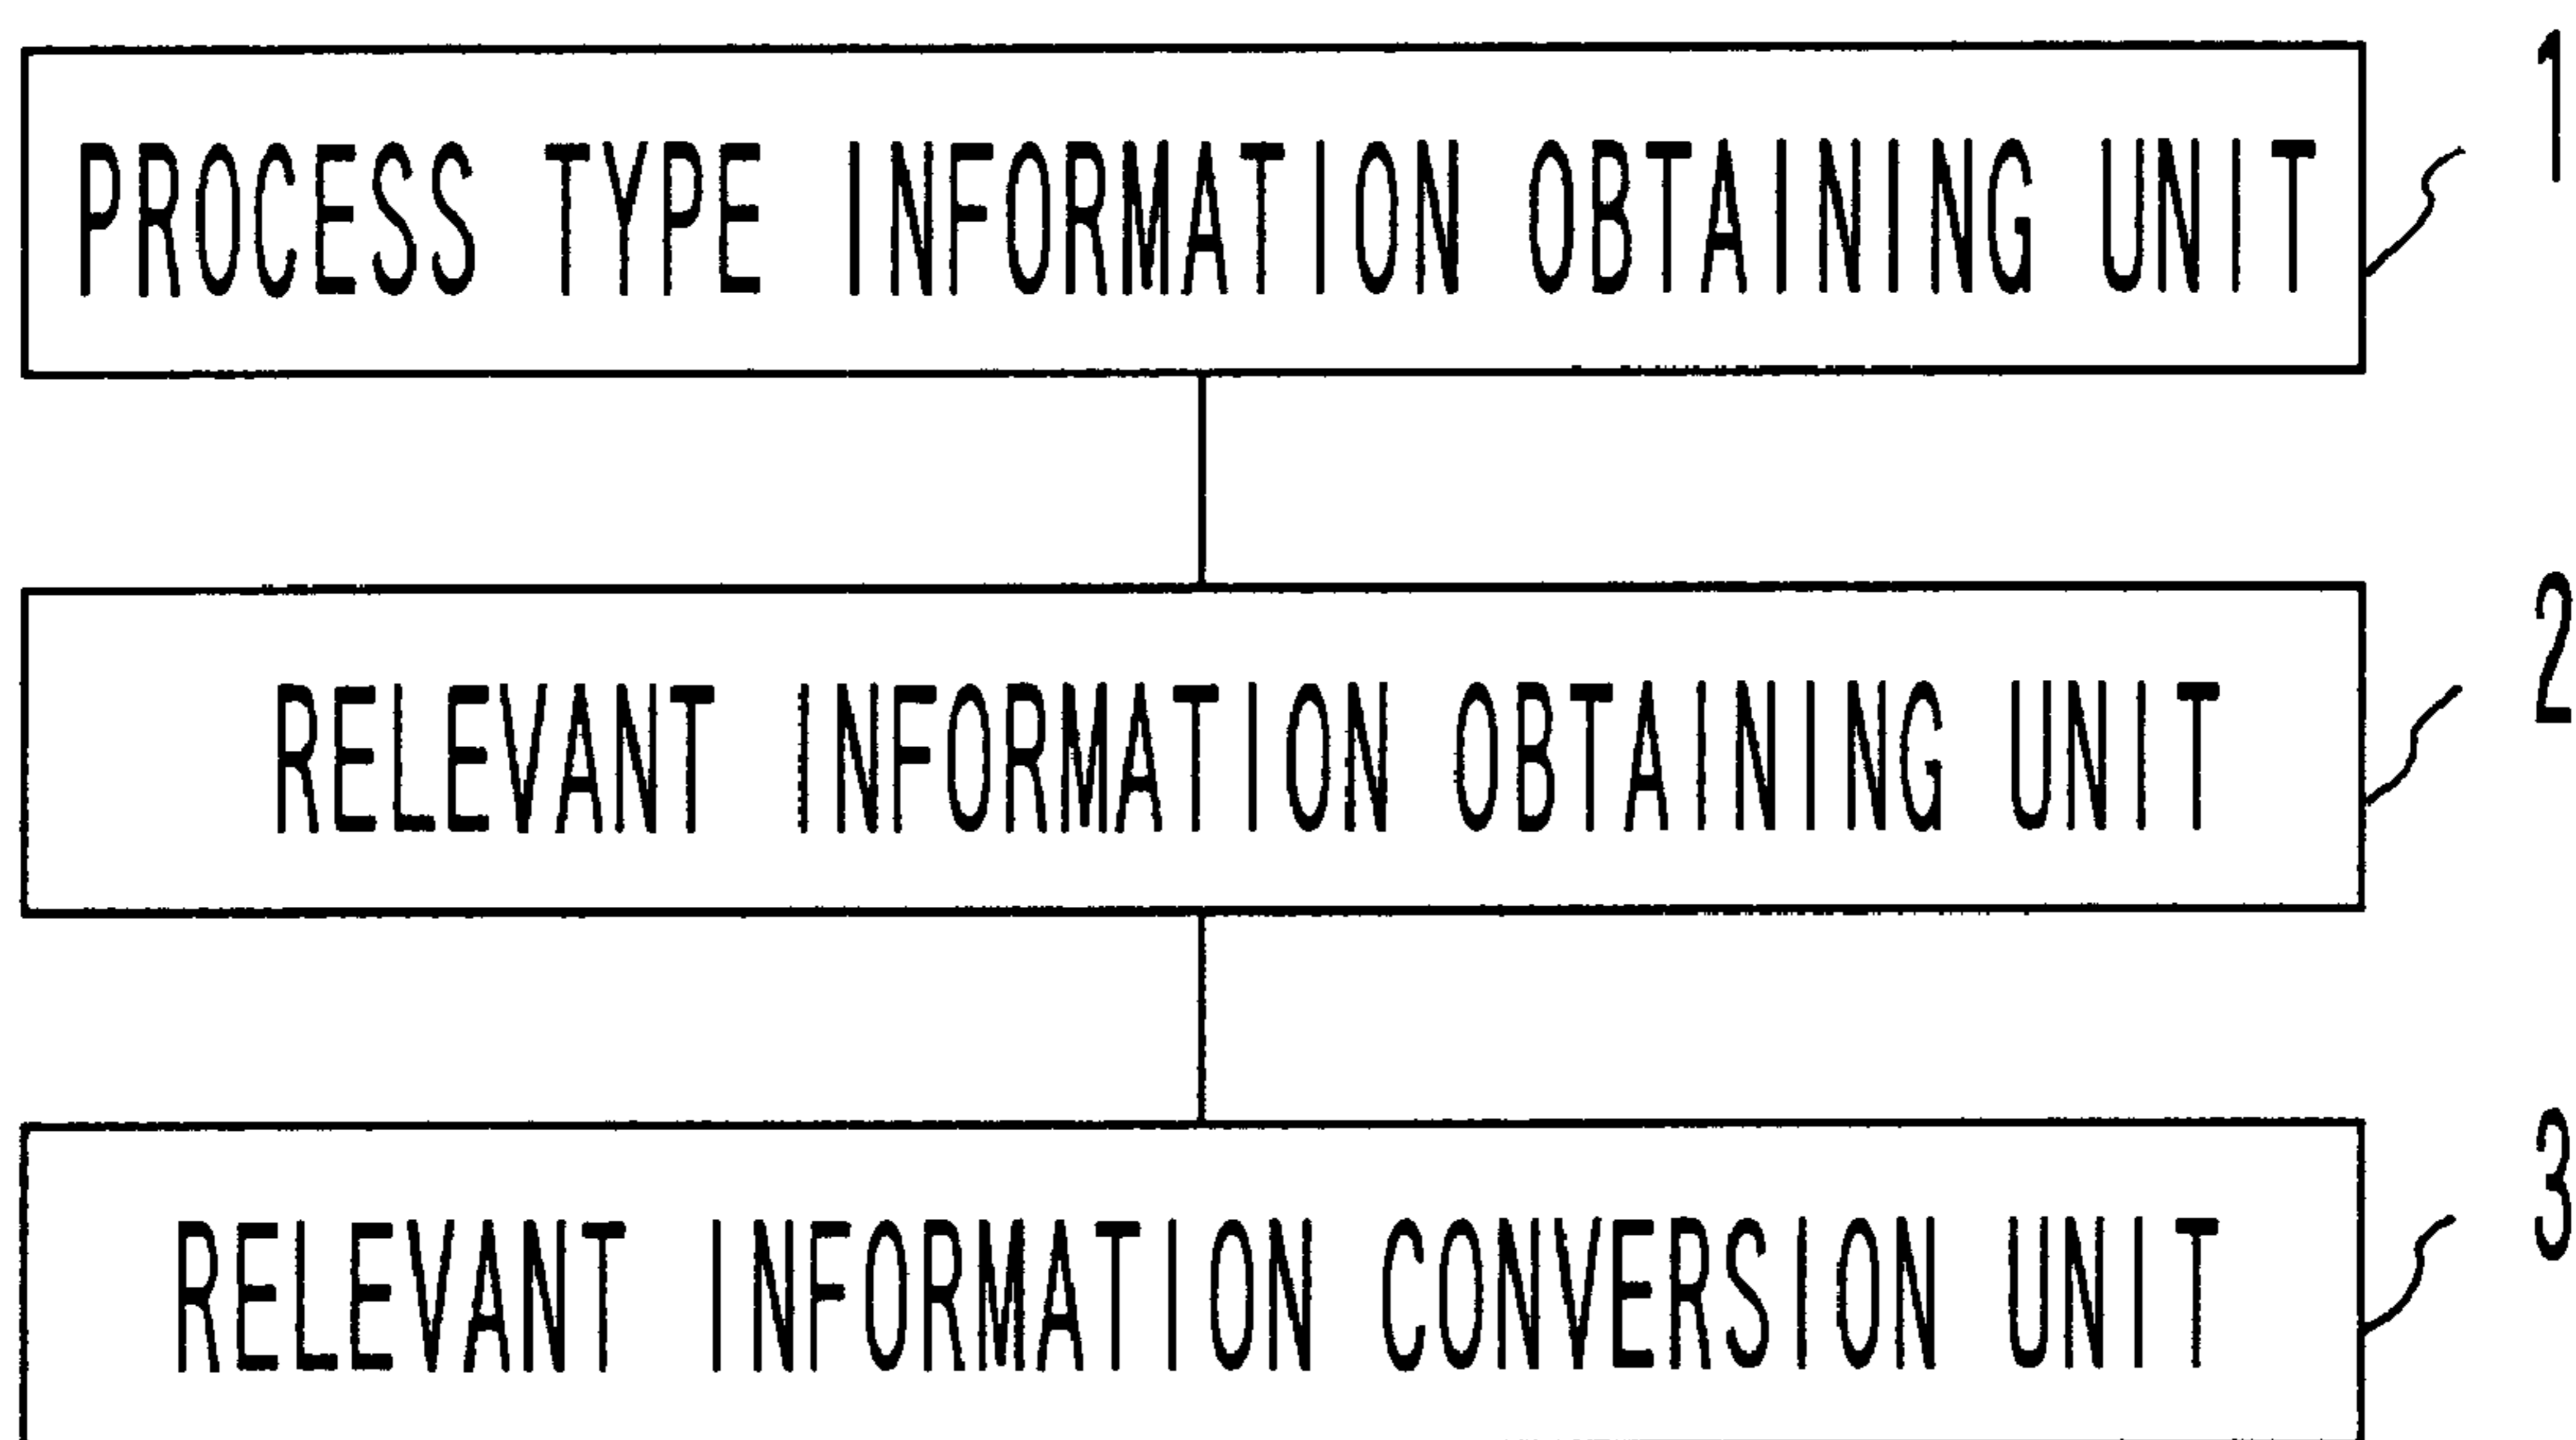 PROCESS TYPE INFORMATION OBTAINING UNIT 1
RELEVANT INFORMATION OBTAINING UNIT 2
RELEVANT INFORMATION CONVERSION UNIT 3